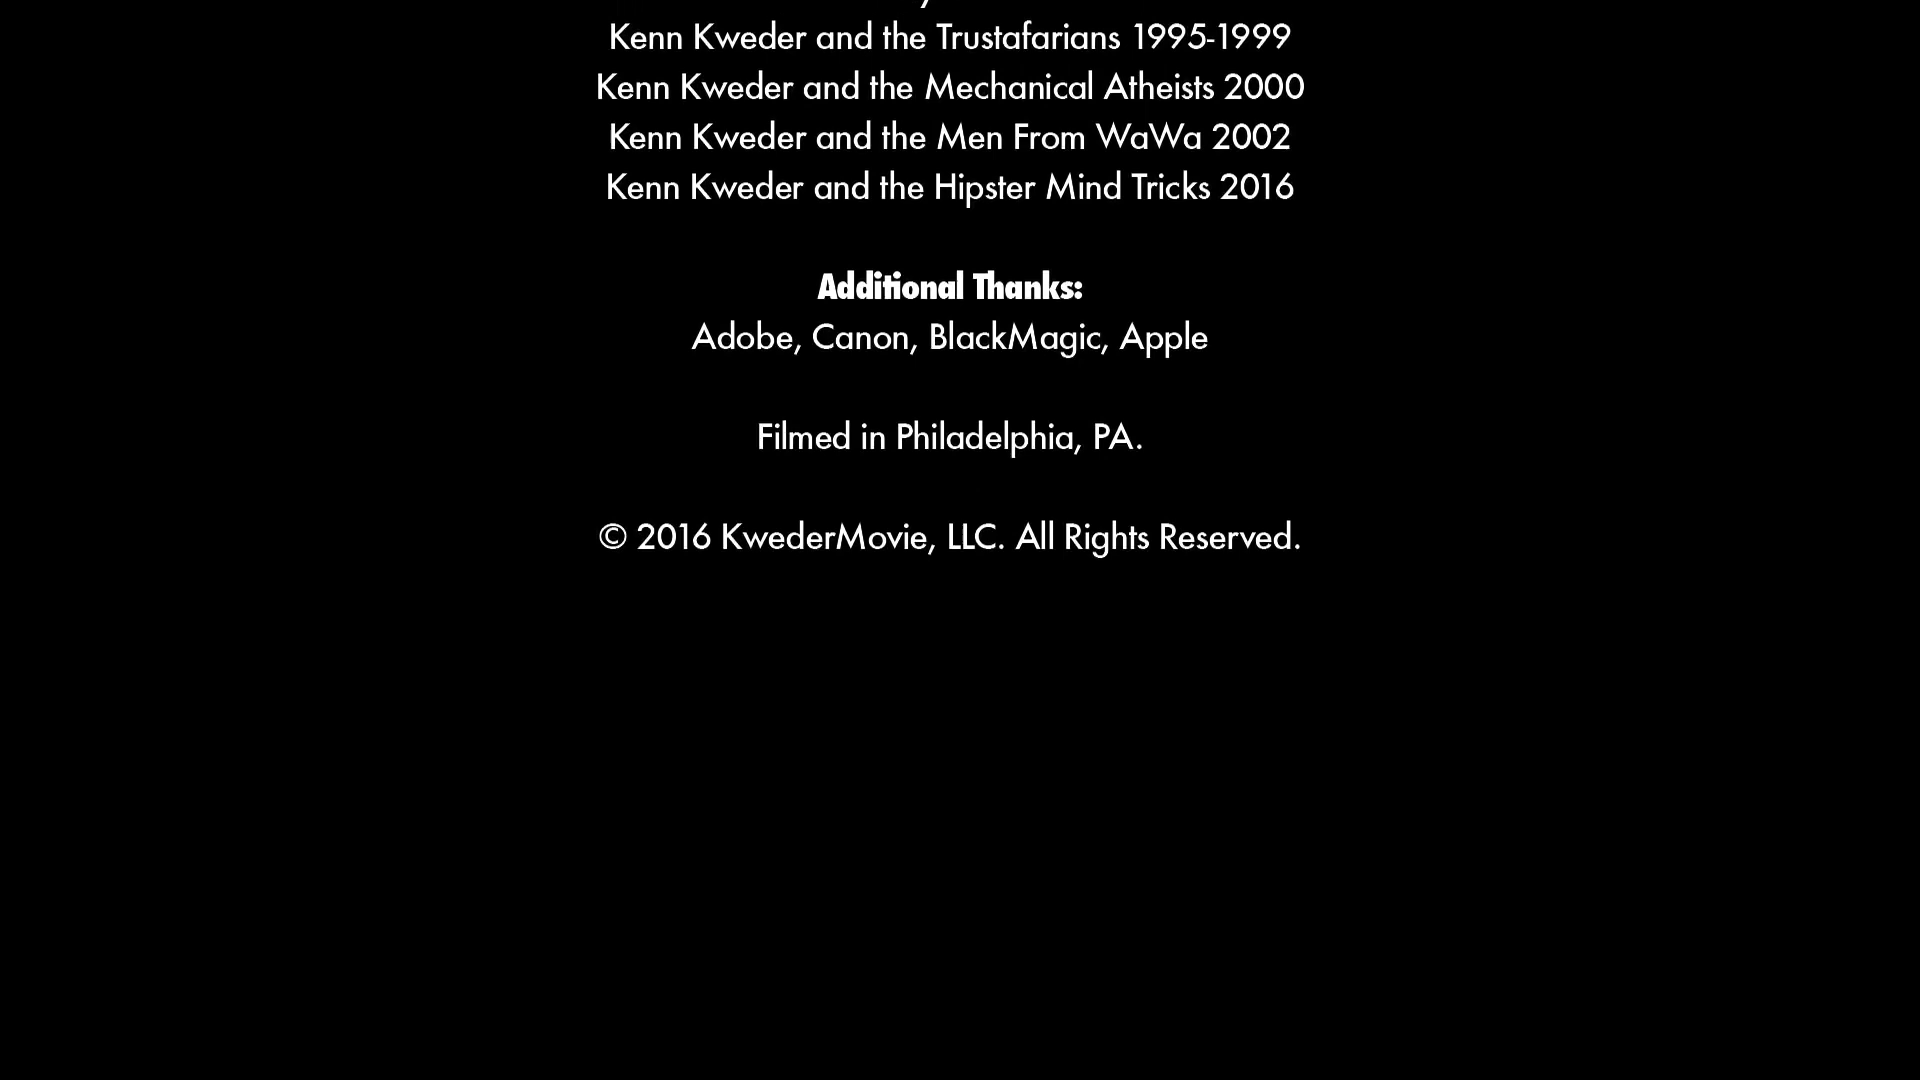 Kenn Kweder and the Trustafarians 1995-1999
Kenn Kweder and the Mechanical Atheists 2000
Kenn Kweder and the Men From WaWa 2002
Kenn Kweder and the Hipster Mind Tricks 2016
Additional Thanks:
Adobe, Canon, BlackMagic, Apple
Filmed in Philadelphia, PA.
© 2016 KwederMovie, LLC. All Rights Reserved.